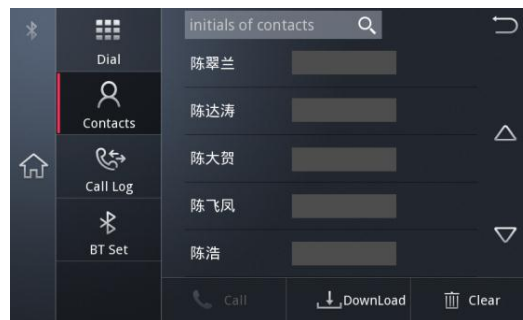 initials of contacts
Dial
陈翠兰
Contacts
陈达涛
陈大贺
Call Log
陈飞凤
BT Set
陈浩
Call
DownLoad
Clear